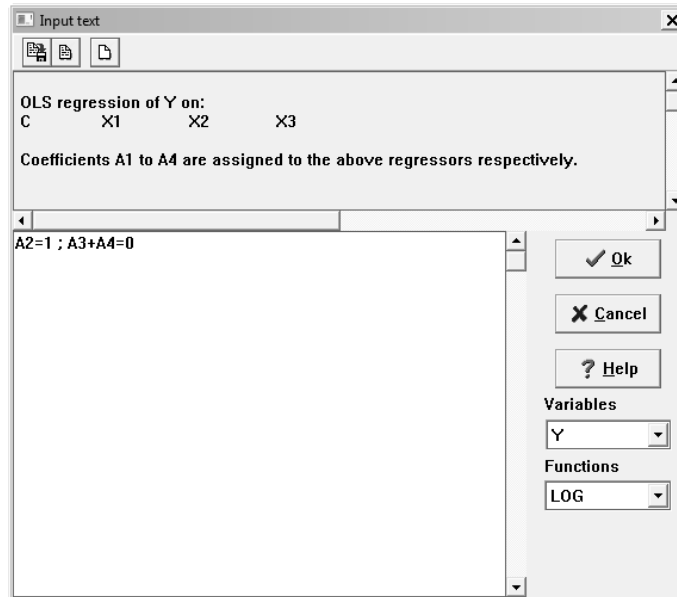 Input text
OLS regression of Y on:
C X1 X2 X3
Coefficients A1 to A4 are assigned to the above regressors respectively.
A2=1 ; A3+A4=0
Ok
Cancel
Help
Variables
Y
Functions
LOG